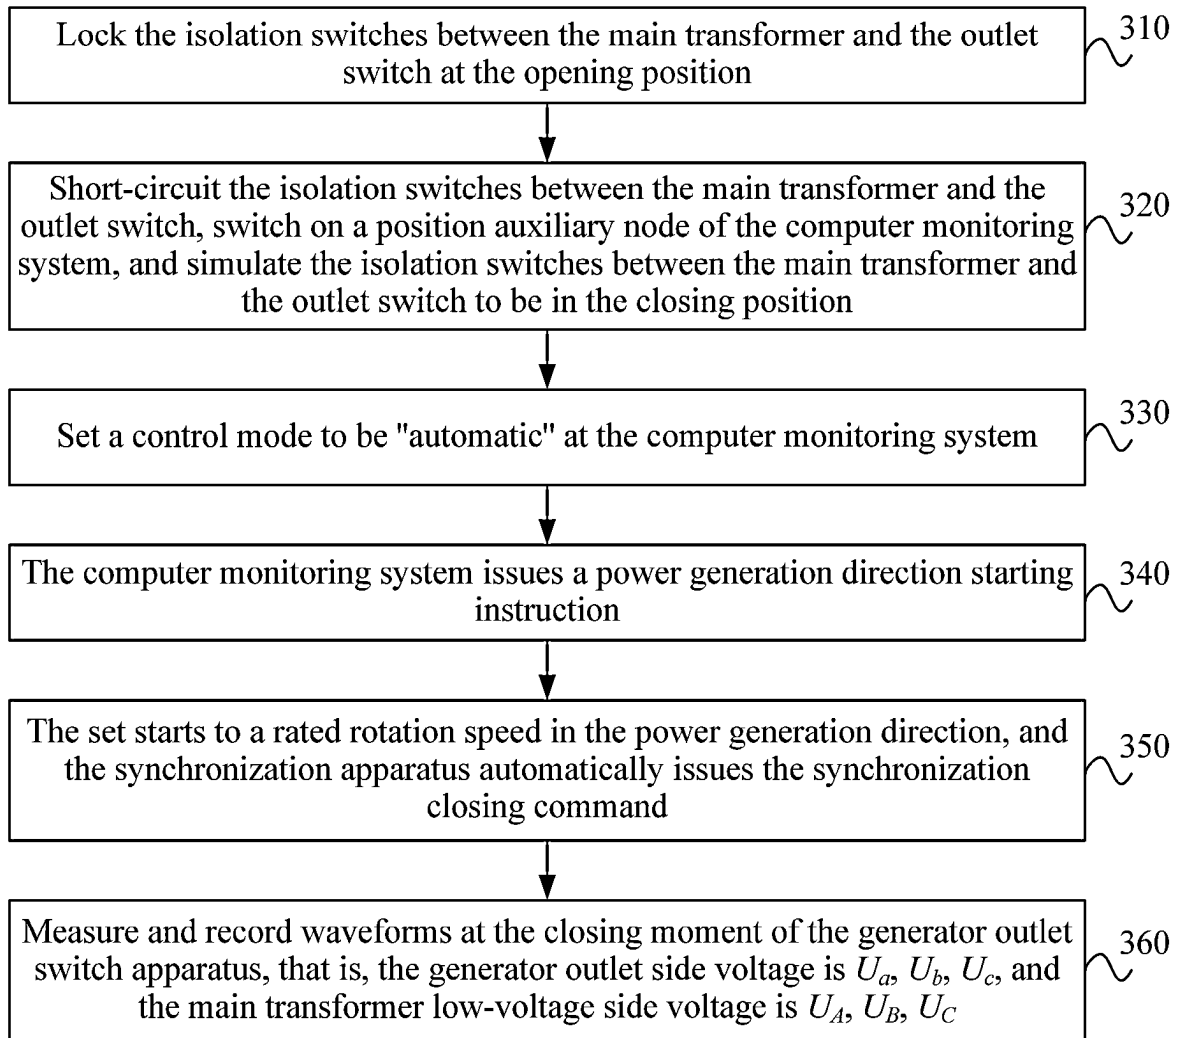 Lock the isolation switches between the main transformer and the outlet
switch at the opening position
310
Short-circuit the isolation switches between the main transformer and the
outlet switch, switch on a position auxiliary node of the computer monitoring
system, and simulate the isolation switches between the main transformer and
the outlet switch to be in the closing position
320
Set a control mode to be "automatic" at the computer monitoring system
330
The computer monitoring system issues a power generation direction starting
instruction
340
The set starts to a rated rotation speed in the power generation direction, and
the synchronization apparatus automatically issues the synchronization
closing command
350
Measure and record waveforms at the closing moment of the generator outlet
switch apparatus, that is, the generator outlet side voltage is Ua, Ub, Uc, and
the main transformer low-voltage side voltage is UA, UB, UC
360